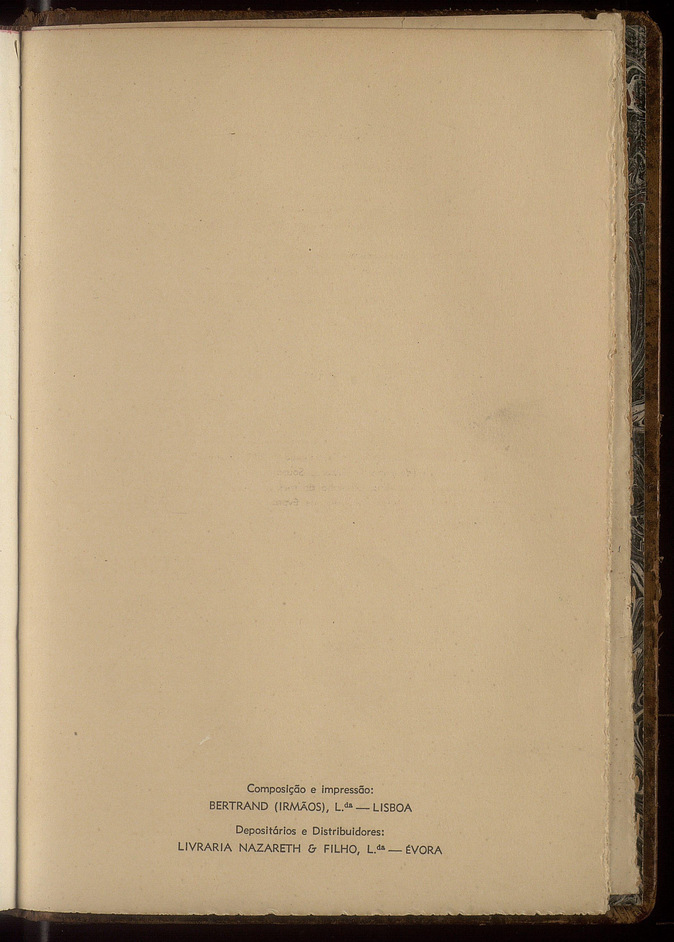 Composição e impressão:
BERTRAND (IRMÃOS), L.da — LISBOA
Depositários e Distribuidores:
LIVRARIA NAZARETH & FILHO, L.da — ÉVORA